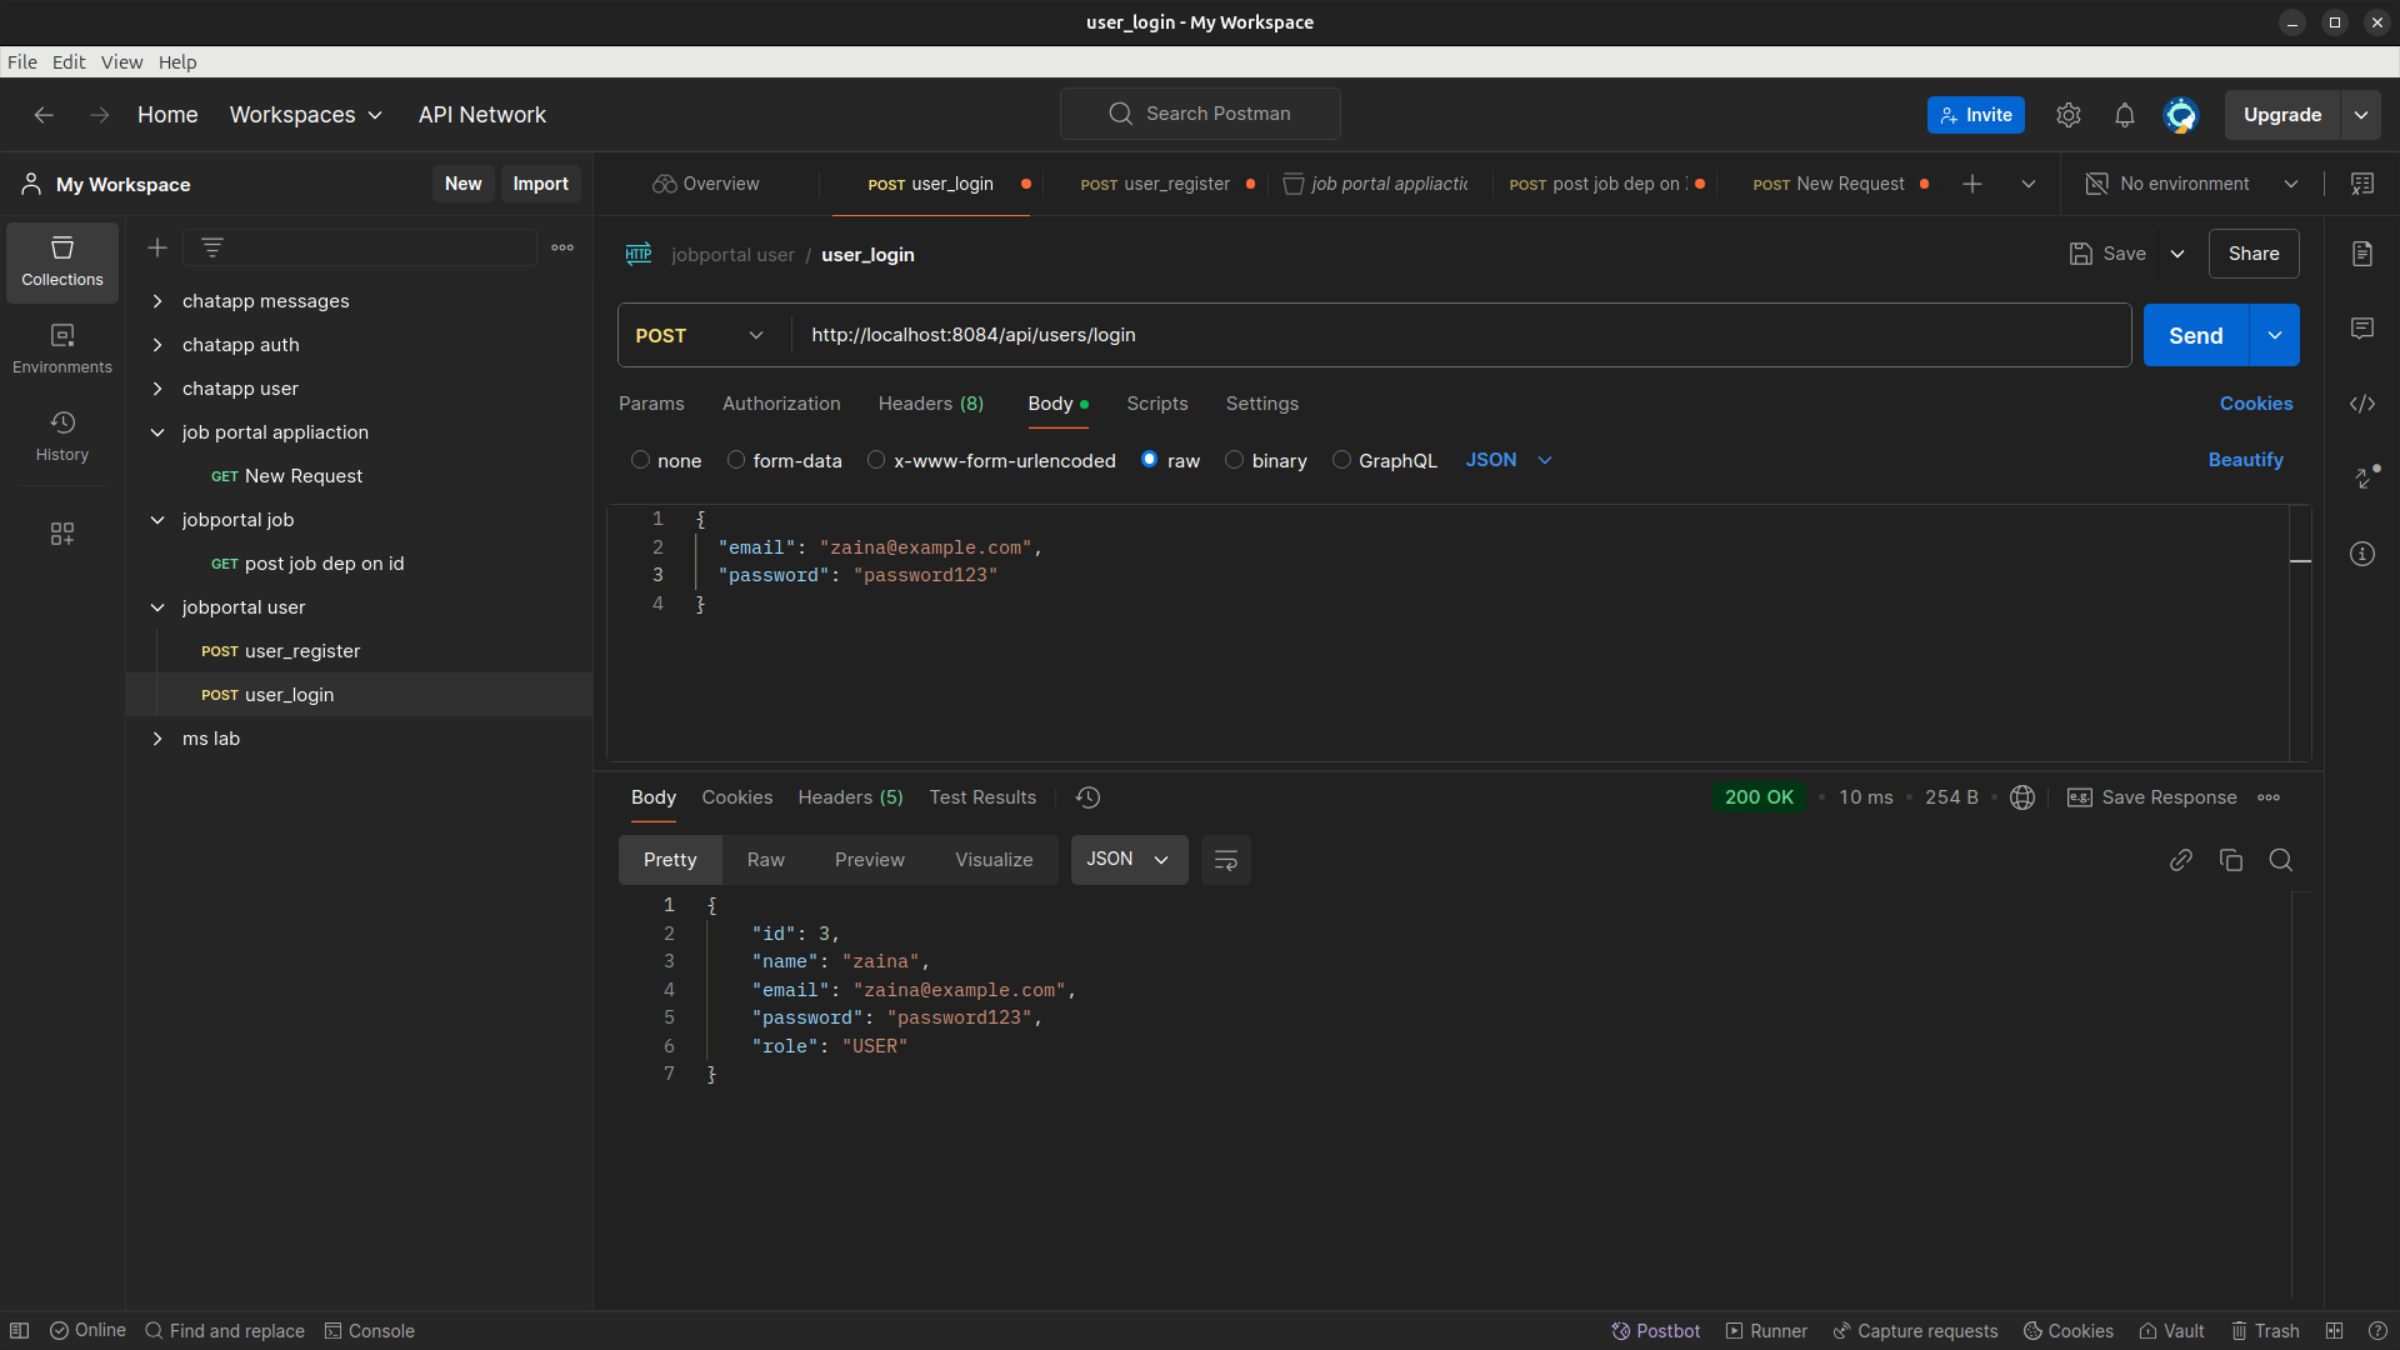 user_login - My Workspace
File Edit View Help
Home Workspaces API Network
Search Postman
Invite
Upgrade
My Workspace
New Import
Overview
POST user_login
POST user_register
job portal appliactic
POST post job dep on
POST New Request
No environment
Collections
Environments
History
chatapp messages
chatapp auth
chatapp user
job portal appliaction
GET New Request
jobportal job
GET post job dep on id
jobportal user
POST user_register
POST user_login
ms lab
HTTP jobportal user / user_login
Save
Share
POST http://localhost:8084/api/users/login
Send
Params Authorization Headers (8) Body Scripts Settings
Cookies
none form-data x-www-form-urlencoded raw binary GraphQL JSON
Beautify
1 {
2 "email": "zaina@example.com",
3 "password": "password123"
4 }
Body Cookies Headers (5) Test Results
200 OK • 10 ms • 254 B •
e.g. Save Response
Pretty Raw Preview Visualize JSON
1 {
2 "id": 3,
3 "name": "zaina",
4 "email": "zaina@example.com",
5 "password": "password123",
6 "role": "USER"
7 }
Online Find and replace Console
Postbot Runner Capture requests Cookies Vault Trash